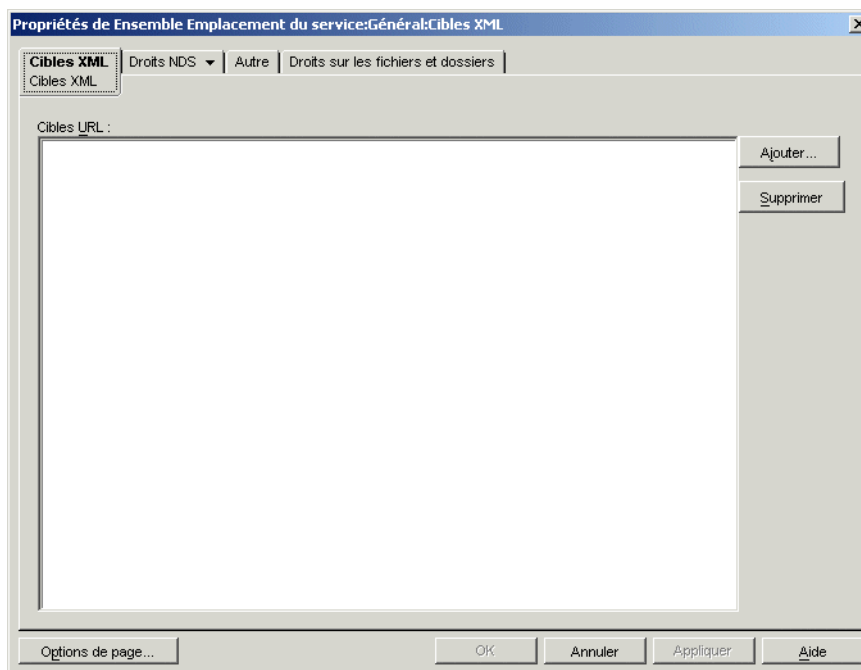 Propriétés de Ensemble Emplacement du service:Général:Cibles XML
Cibles XML Droits NDS Autre Droits sur les fichiers et dossiers
Cibles XML
Cibles URL :
Ajouter...
Supprimer
Options de page... OK Annuler Appliquer Aide